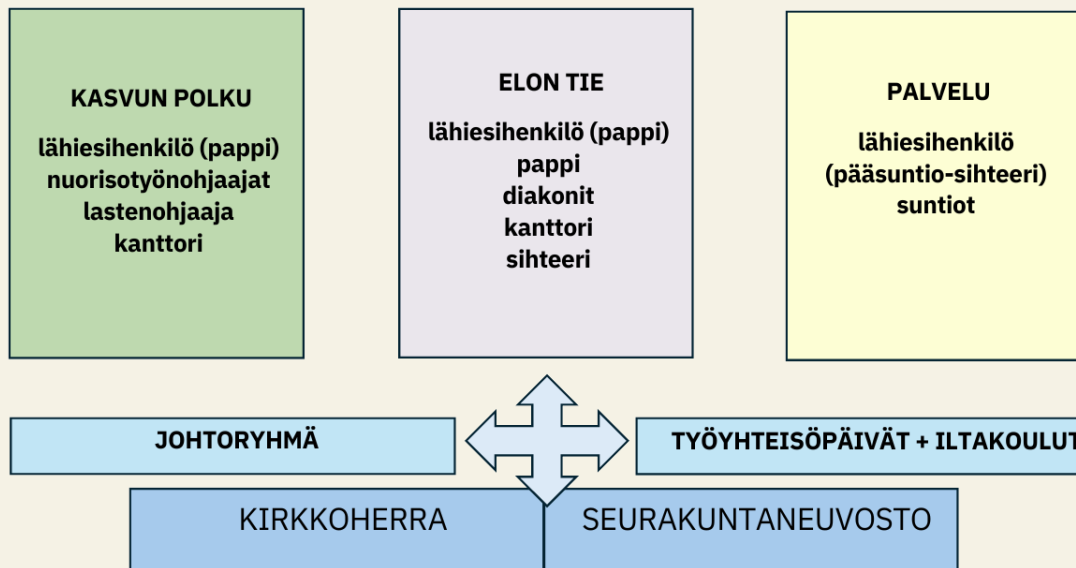 KASVUN POLKU
lähiesihenkilö (pappi)
nuorisotyönohjaajat
lastenohjaaja
kanttori
ELON TIE
lähiesihenkilö (pappi)
pappi
diakonit
kanttori
sihteeri
PALVELU
lähiesihenkilö
(pääsuntio-sihteeri)
suntiot
JOHTORYHMÄ
TYÖYHTEISÖPÄIVÄT + ILTAKOULUT
KIRKKOHERRA
SEURAKUNTANEUVOSTO